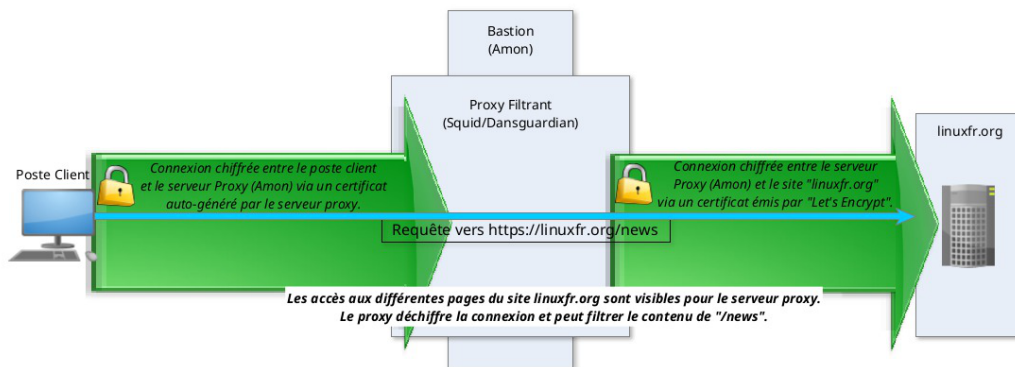 Bastion
(Amon)
Proxy Filtrant
(Squid/Dansguardian)
linuxfr.org
Poste Client
Connexion chiffrée entre le poste client
et le serveur Proxy (Amon) via un certificat
auto-généré par le serveur proxy.
Connexion chiffrée entre le serveur
Proxy (Amon) et le site "linuxfr.org"
via un certificat émis par "Let's Encrypt".
Requête vers https://linuxfr.org/news
Les accès aux différentes pages du site linuxfr.org sont visibles pour le serveur proxy.
Le proxy déchiffre la connexion et peut filtrer le contenu de "/news".